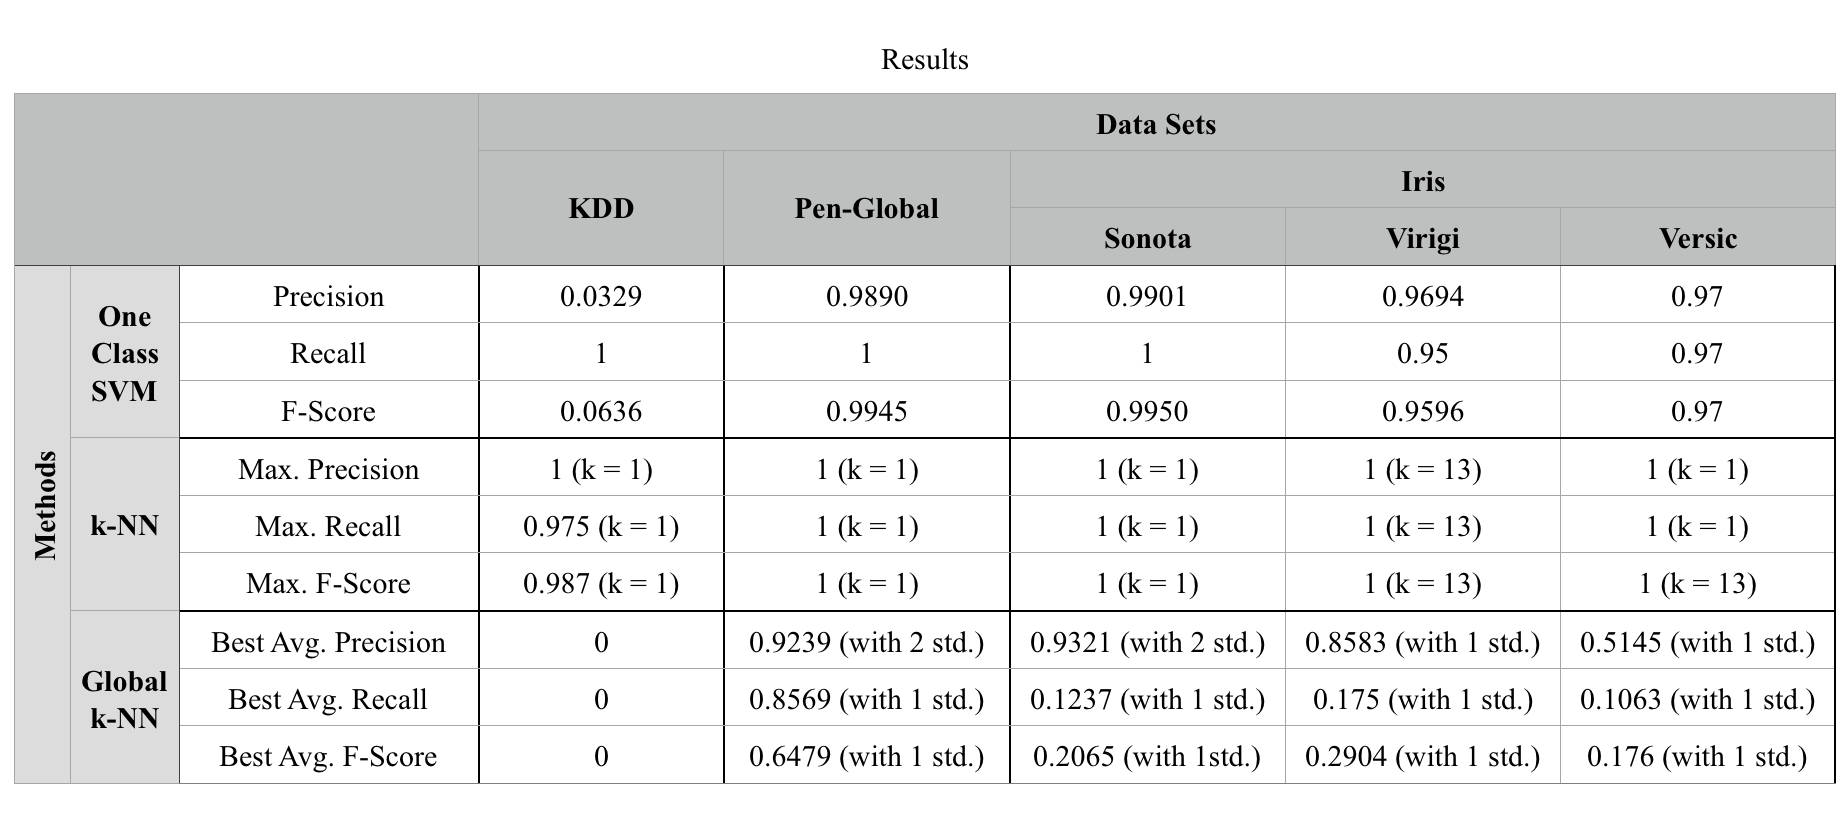 Results
Data Sets
KDD Pen-Global Iris
Sonota Virigi Versic
Methods
One Class SVM
Precision 0.0329 0.9890 0.9901 0.9694 0.97
Recall 1 1 1 0.95 0.97
F-Score 0.0636 0.9945 0.9950 0.9596 0.97
k-NN
Max. Precision 1 (k = 1) 1 (k = 1) 1 (k = 1) 1 (k = 13) 1 (k = 1)
Max. Recall 0.975 (k = 1) 1 (k = 1) 1 (k = 1) 1 (k = 13) 1 (k = 1)
Max. F-Score 0.987 (k = 1) 1 (k = 1) 1 (k = 1) 1 (k = 13) 1 (k = 13)
Global k-NN
Best Avg. Precision 0 0.9239 (with 2 std.) 0.9321 (with 2 std.) 0.8583 (with 1 std.) 0.5145 (with 1 std.)
Best Avg. Recall 0 0.8569 (with 1 std.) 0.1237 (with 1 std.) 0.175 (with 1 std.) 0.1063 (with 1 std.)
Best Avg. F-Score 0 0.6479 (with 1 std.) 0.2065 (with 1std.) 0.2904 (with 1 std.) 0.176 (with 1 std.)